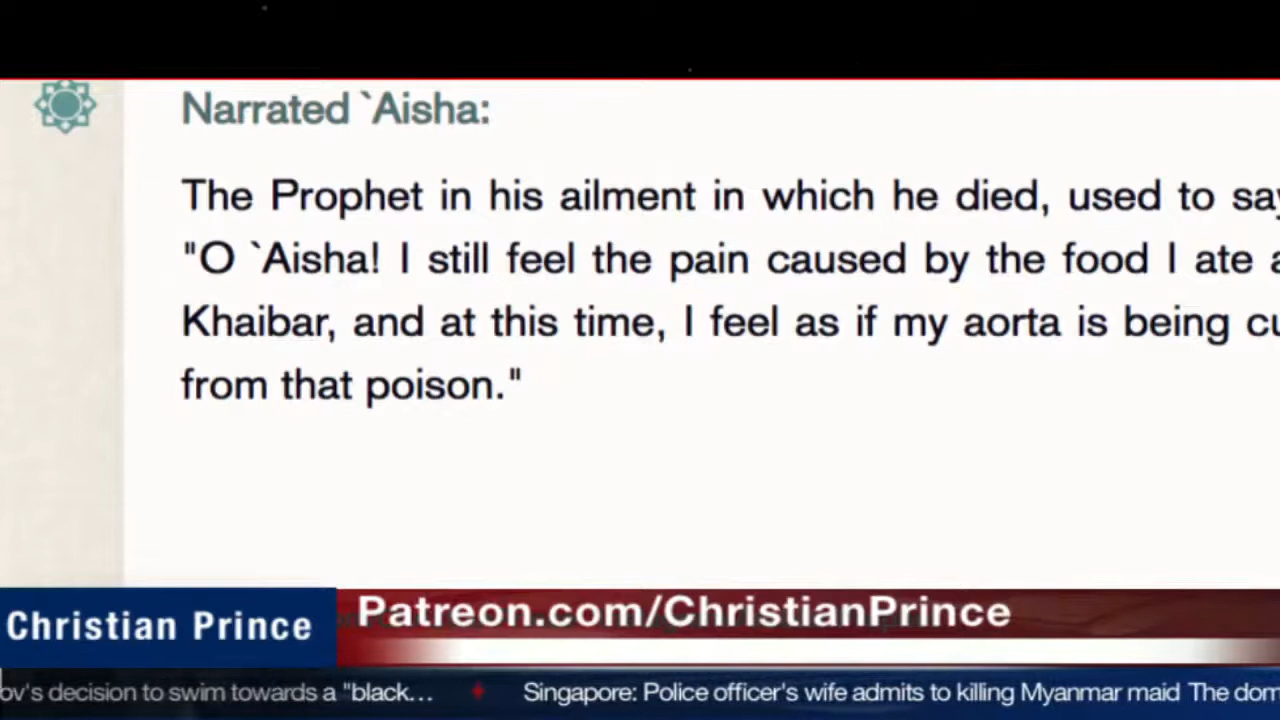 Narrated `Aisha:
The Prophet in his ailment in which he died, used to say
"O `Aisha! I still feel the pain caused by the food I ate
Khaibar, and at this time, I feel as if my aorta is being
from that poison."
Christian Prince
Patreon.com/ChristianPrince
ov's decision to swim towards a "black… Singapore: Police officer's wife admits to killing Myanmar maid The dom